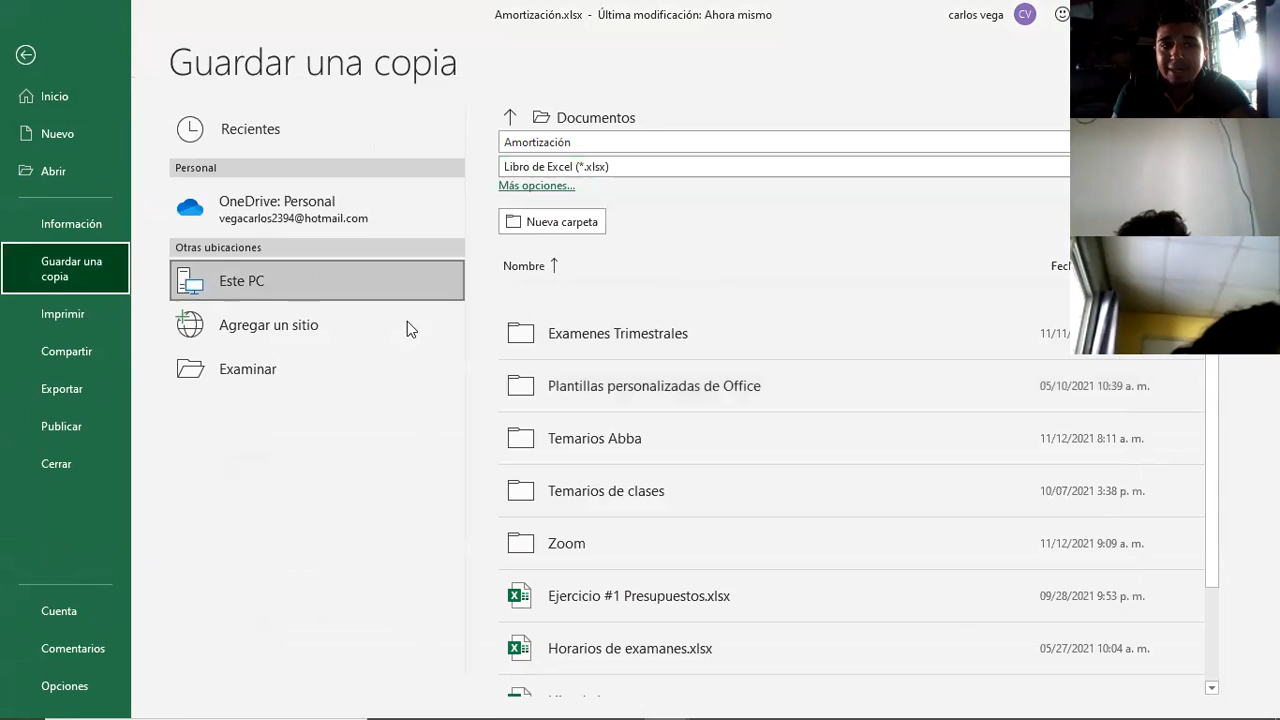 Amortización.xlsx - Última modificación: Ahora mismo
carlos vega
CV
Guardar una copia
Inicio
Nuevo
Abrir
Información
Guardar una
copia
Imprimir
Compartir
Exportar
Publicar
Cerrar
Cuenta
Comentarios
Opciones
Recientes
Personal
OneDrive: Personal
vegacarlos2394@hotmail.com
Otras ubicaciones
Este PC
Agregar un sitio
Examinar
Documentos
Amortización
Libro de Excel (*.xlsx)
Más opciones...
Nueva carpeta
Nombre
Examenes Trimestrales 11/11/
Plantillas personalizadas de Office 05/10/2021 10:39 a. m.
Temarios Abba 11/12/2021 8:11 a. m.
Temarios de clases 10/07/2021 3:38 p. m.
Zoom 11/12/2021 9:09 a. m.
Ejercicio #1 Presupuestos.xlsx 09/28/2021 9:53 p. m.
Horarios de examanes.xlsx 05/27/2021 10:04 a. m.